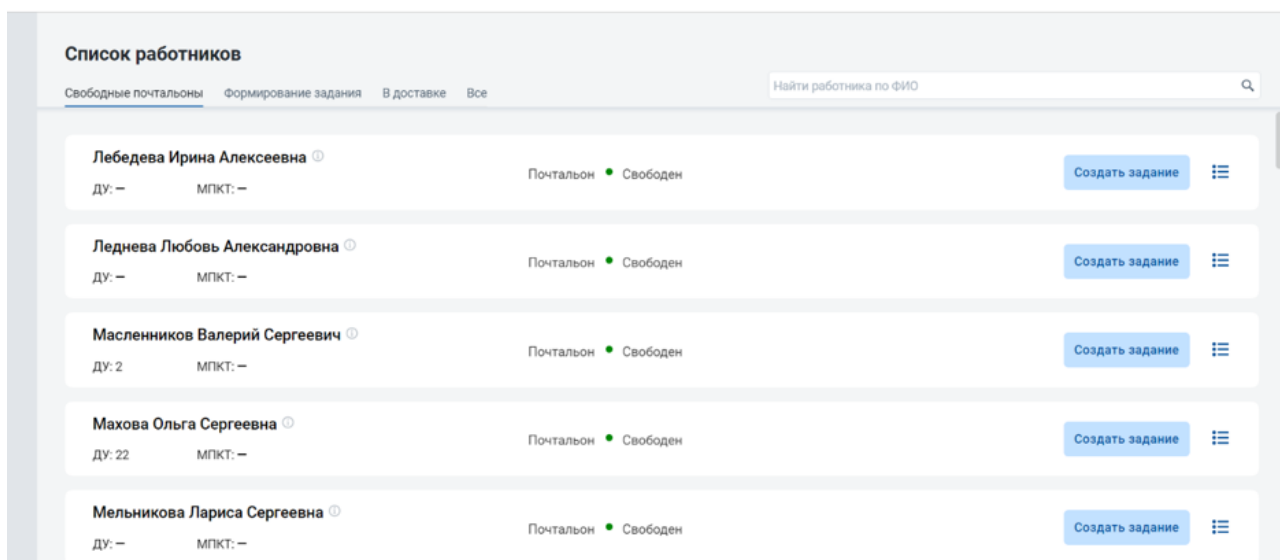 Список работников
Свободные почтальоны Формирование задания В доставке Все Найти работника по ФИО
Лебедева Ирина Алексеевна
ДУ: — МПКТ: — Почтальон Свободен Создать задание
Леднева Любовь Александровна
ДУ: — МПКТ: — Почтальон Свободен Создать задание
Масленников Валерий Сергеевич
ДУ: 2 МПКТ: — Почтальон Свободен Создать задание
Махова Ольга Сергеевна
ДУ: 22 МПКТ: — Почтальон Свободен Создать задание
Мельникова Лариса Сергеевна
ДУ: — МПКТ: — Почтальон Свободен Создать задание